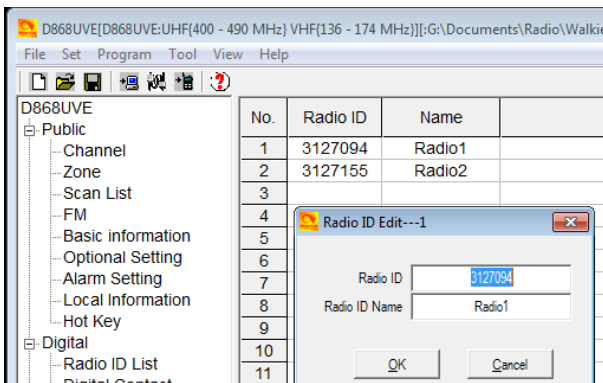 D868UVE[D868UVE:UHF{400 - 490 MHz} VHF{136 - 174 MHz}][:G:\Documents\Radio\Walkie
File Set Program Tool View Help
D868UVE
Public
Channel
Zone
Scan List
FM
Basic information
Optional Setting
Alarm Setting
Local Information
Hot Key
Digital
Radio ID List
Digital Contact
No. Radio ID Name
1 3127094 Radio1
2 3127155 Radio2
3
4
5
6
7
8
9
10
11
Radio ID Edit---1
Radio ID 3127094
Radio ID Name Radio1
OK Cancel